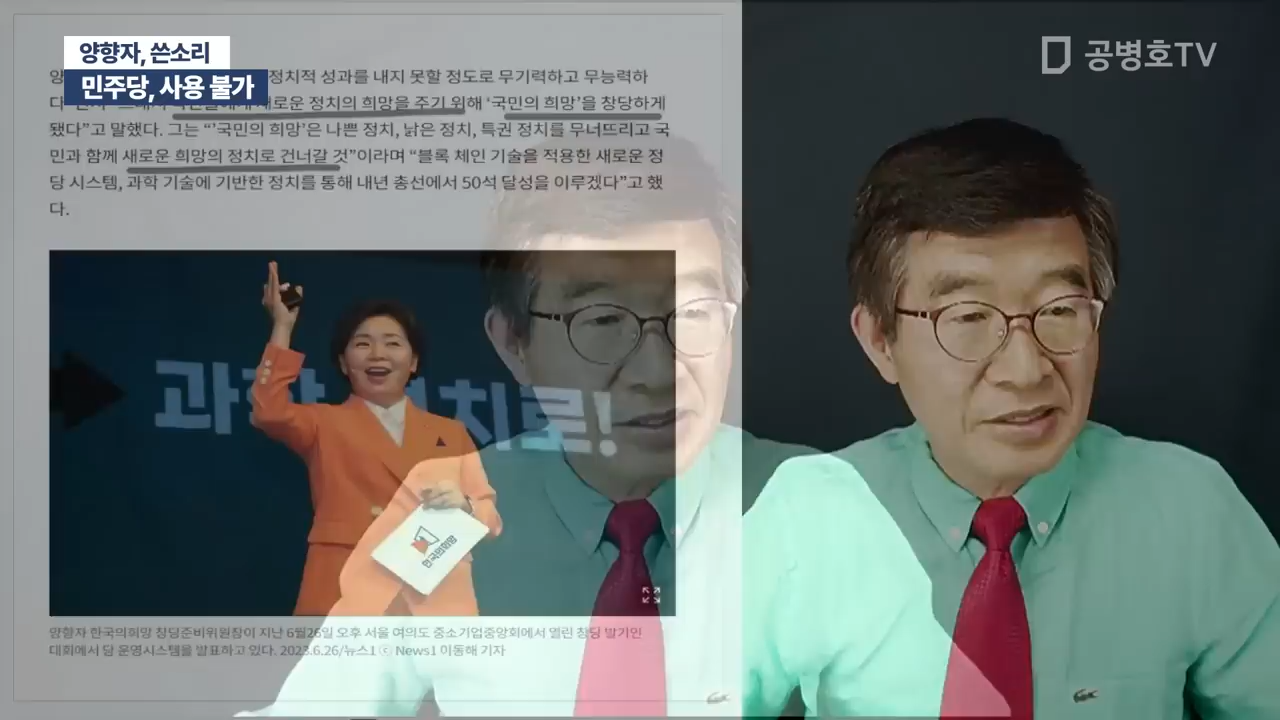 양향자, 쓴소리
민주당, 사용 불가
공병호TV
정치적 성과를 내지 못할 정도로 무기력하고 무능력하
새로운 정치의 희망을 주기 위해 ‘국민의 희망’을 창당하게
됐다”고 말했다. 그는 “’국민의 희망’은 나쁜 정치, 낡은 정치, 특권 정치를 무너뜨리고 국
민과 함께 새로운 희망의 정치로 건너갈 것”이라며 “블록 체인 기술을 적용한 새로운 정
당 시스템, 과학 기술에 기반한 정치를 통해 내년 총선에서 50석 달성을 이루겠다”고 했
다.
과학 정치로!
한국의희망
양향자 한국의희망 창당준비위원장이 지난 6월26일 오후 서울 여의도 중소기업중앙회에서 열린 창당 발기인
대회에서 당 운영시스템을 발표하고 있다. 2023.6.26/뉴스1 ⓒ News1 이동해 기자